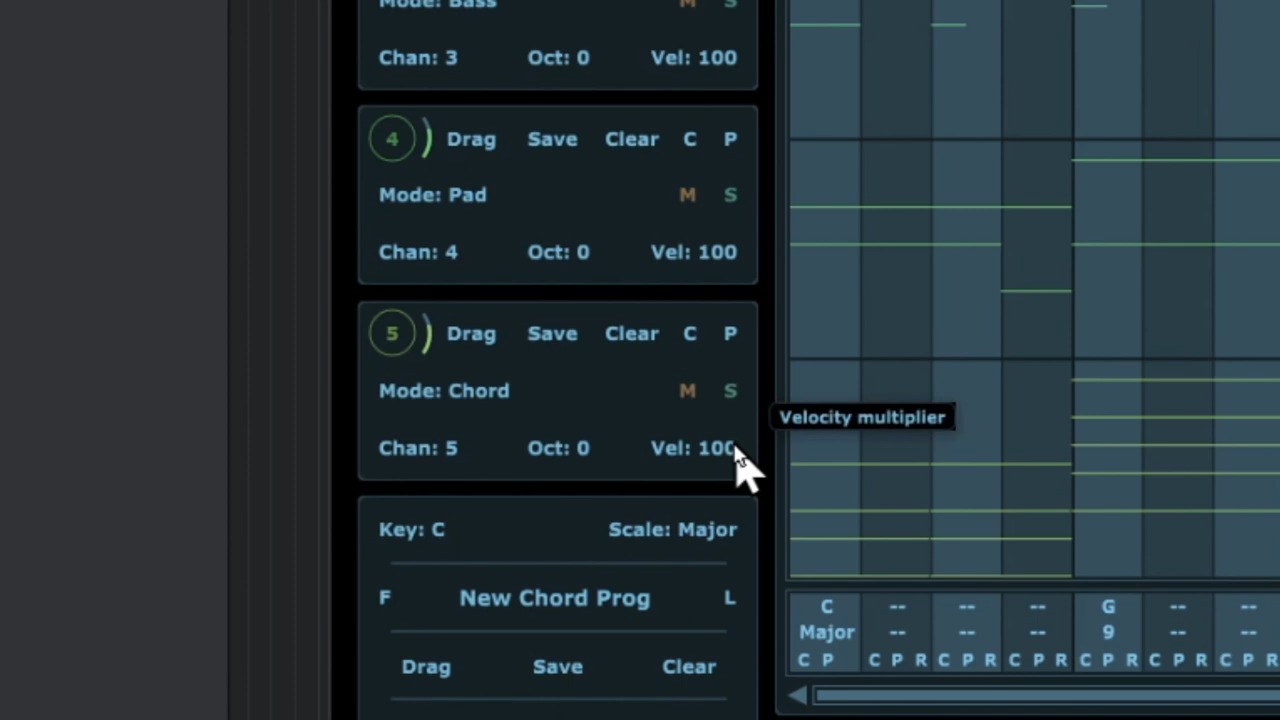 Mode: Bass M S
Chan: 3 Oct: 0 Vel: 100
4 Drag Save Clear C P
Mode: Pad M S
Chan: 4 Oct: 0 Vel: 100
5 Drag Save Clear C P
Mode: Chord M S
Velocity multiplier
Chan: 5 Oct: 0 Vel: 100
Key: C Scale: Major
F New Chord Prog L
Drag Save Clear
C -- -- -- G -- --
Major -- -- -- 9 -- --
C P C P R C P R C P R C P R C P R C P R